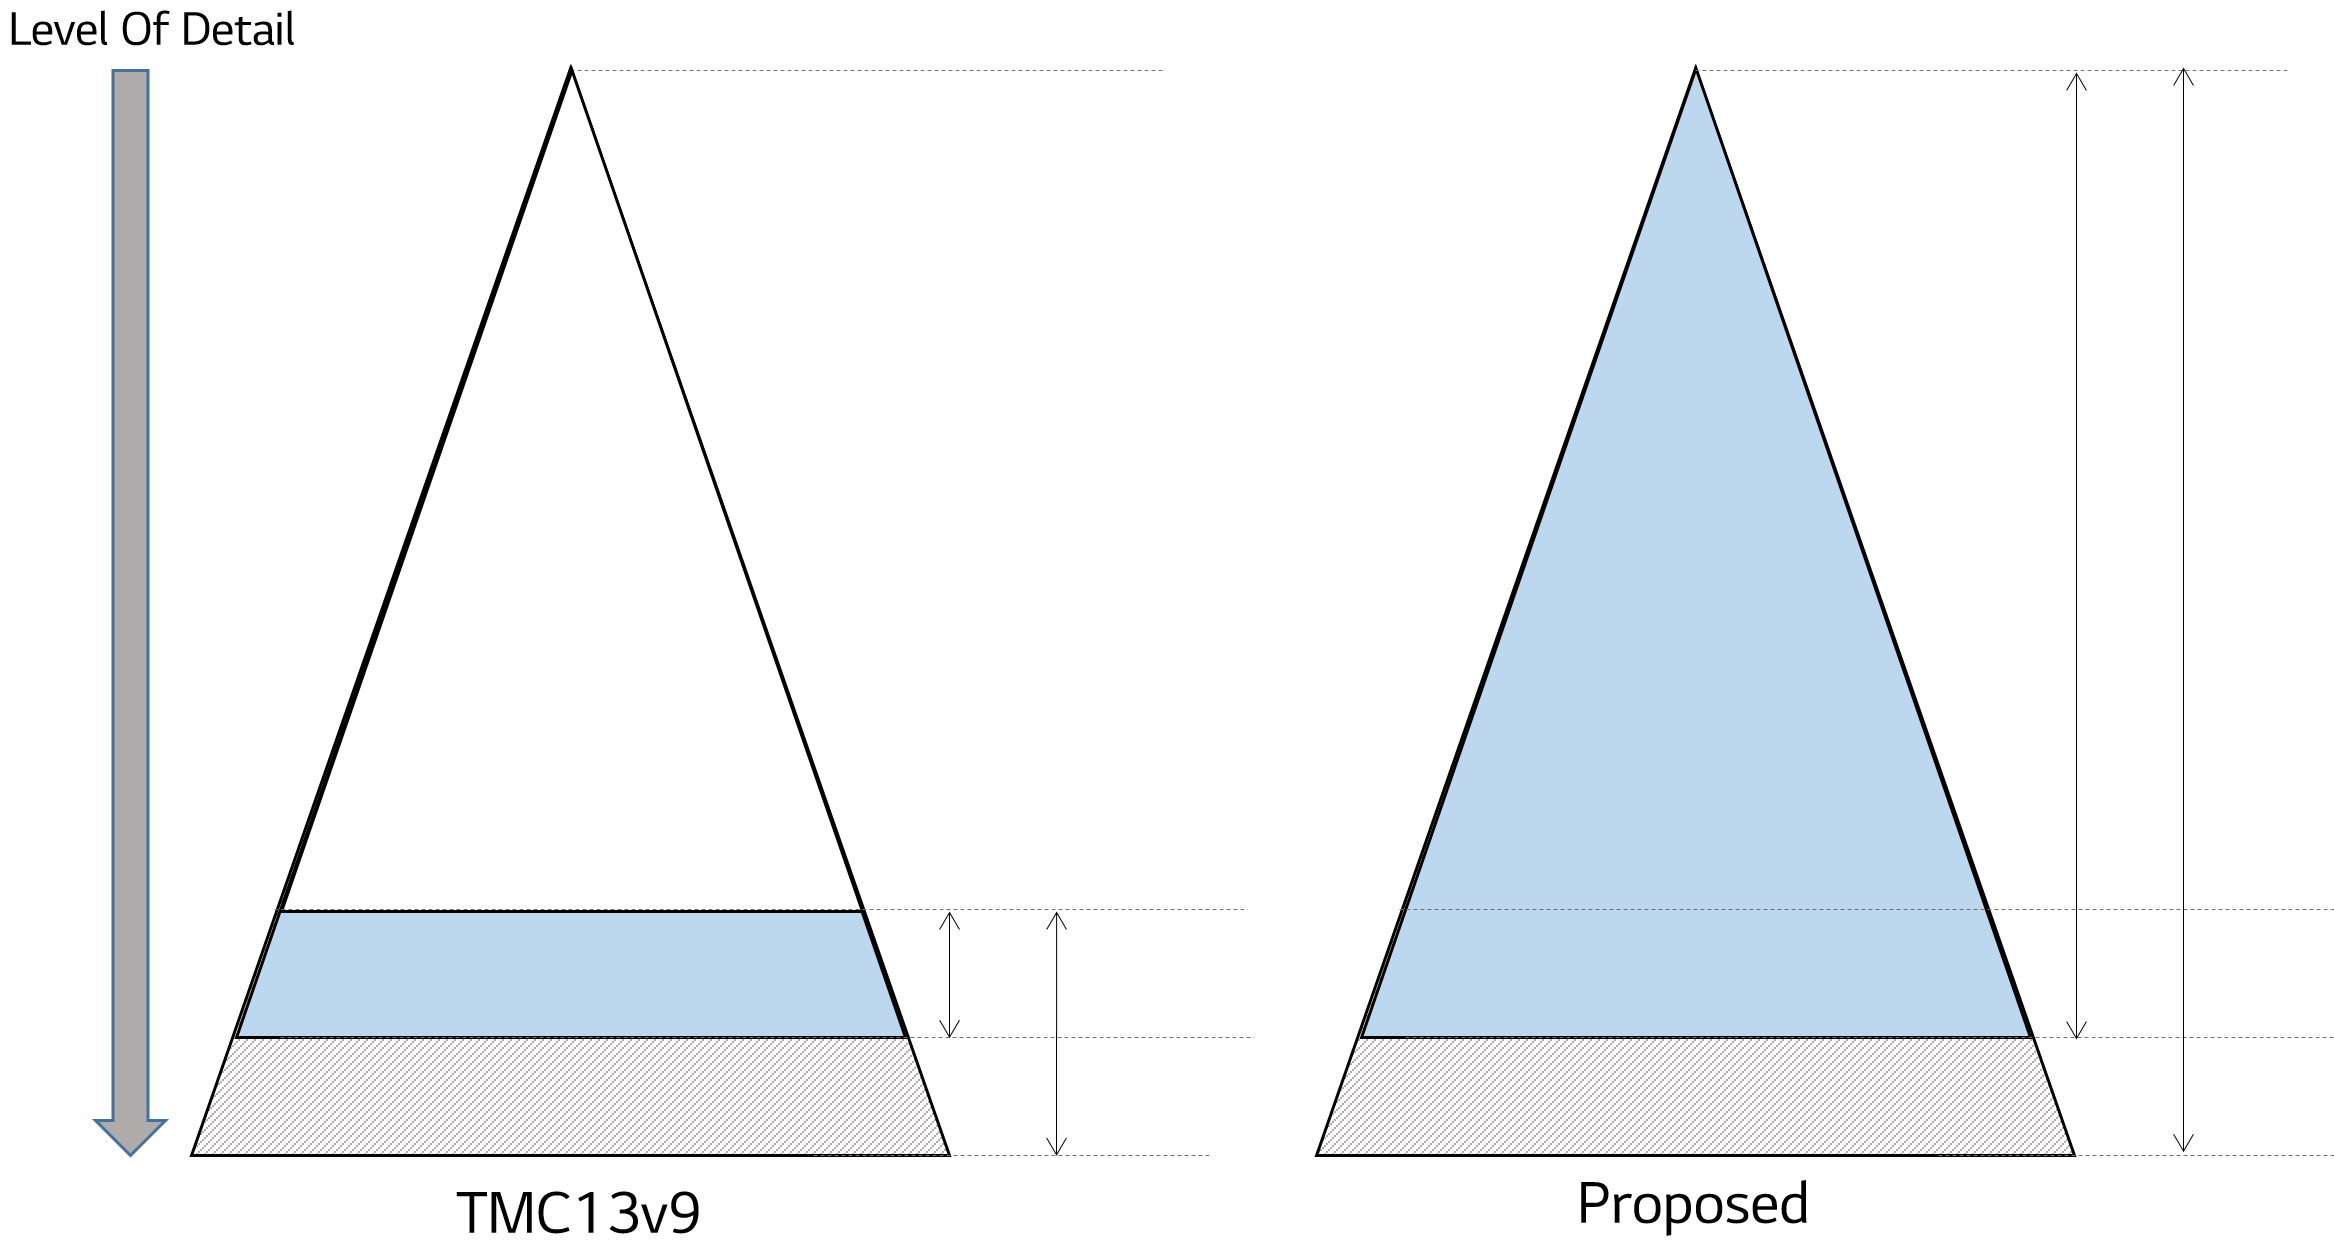 Level Of Detail
TMC13v9
Proposed